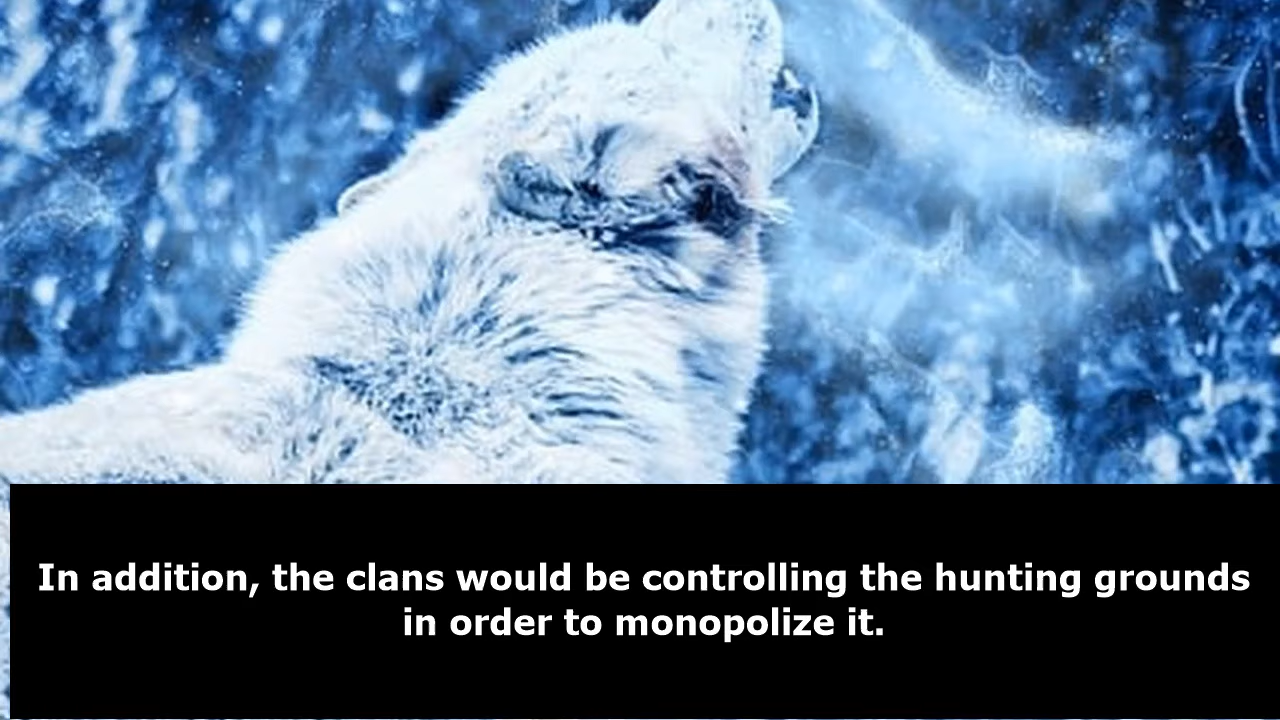 In addition, the clans would be controlling the hunting grounds
in order to monopolize it.